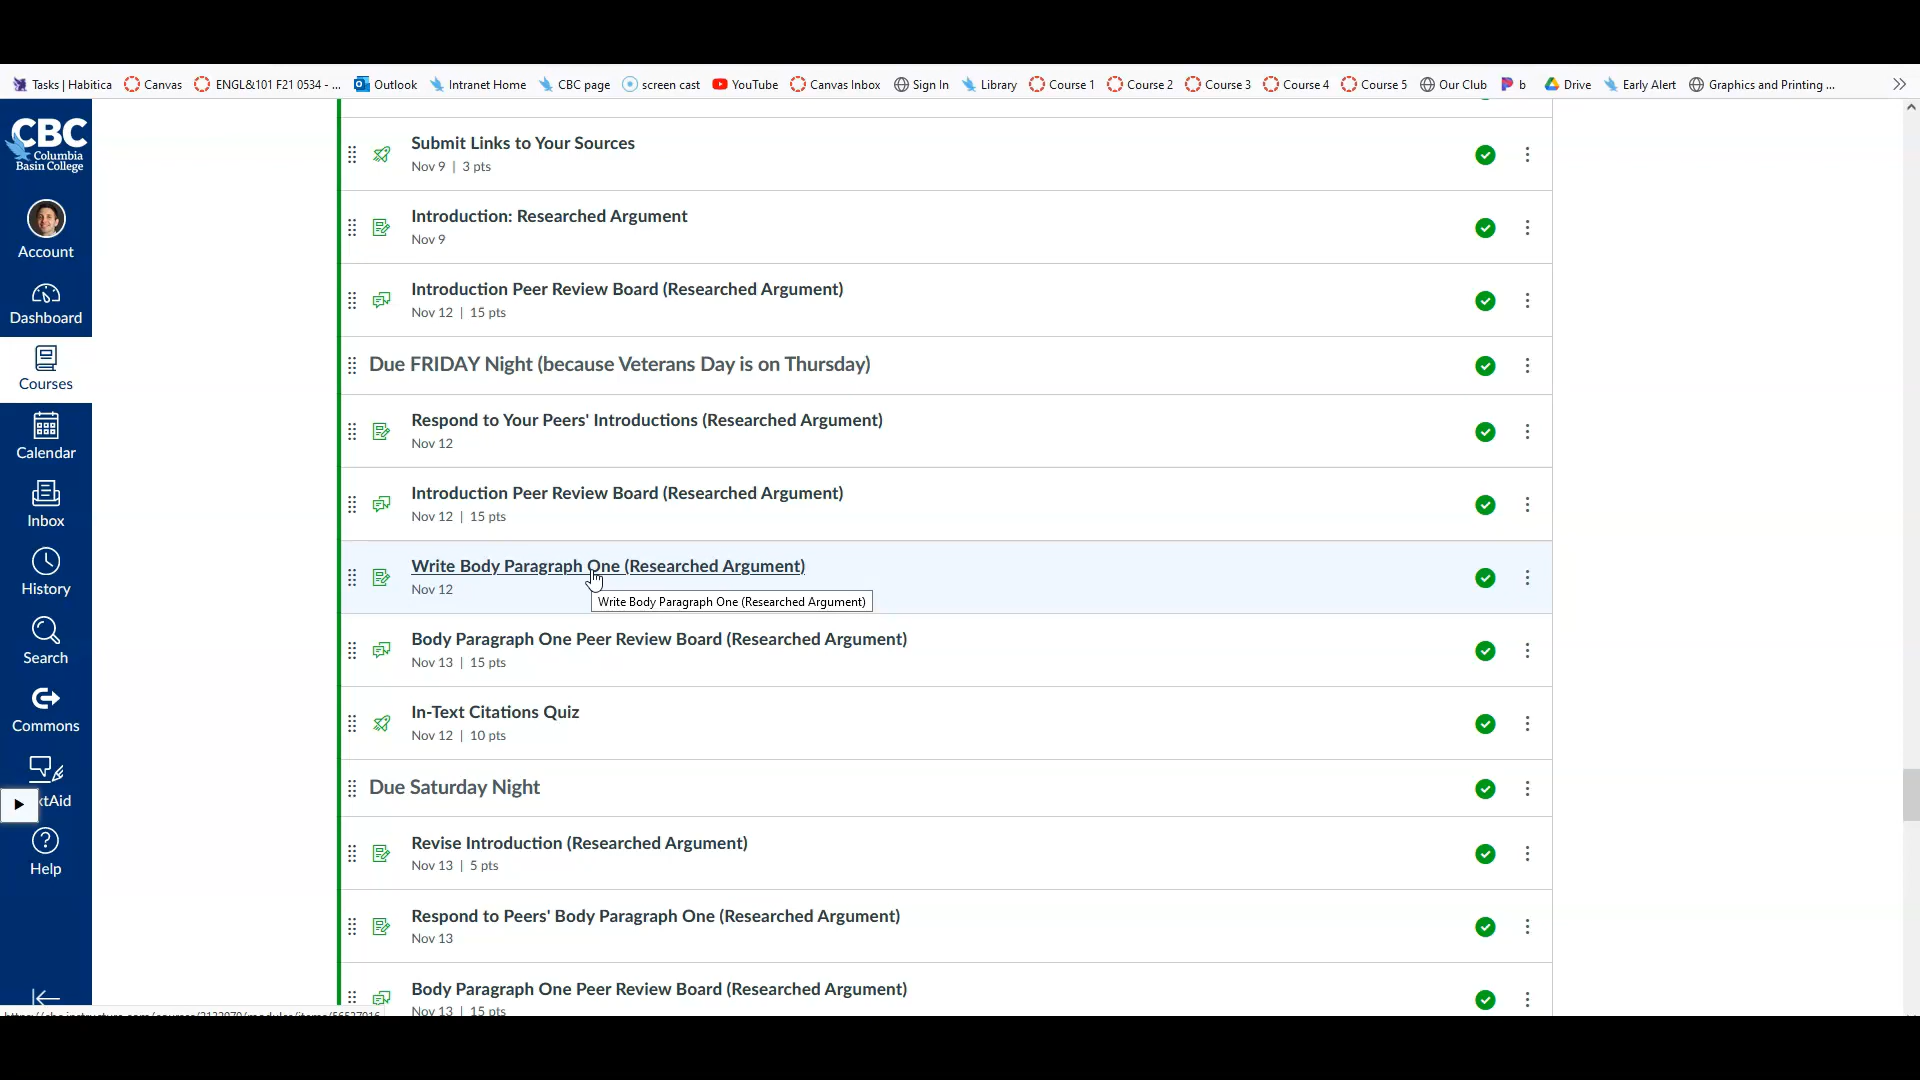 Tasks | Habitica Canvas ENGL&101 F21 0534 - ... Outlook Intranet Home CBC page screen cast YouTube Canvas Inbox Sign In Library Course 1 Course 2 Course 3 Course 4 Course 5 Our Club b Drive Early Alert Graphics and Printing ...
CBC
Columbia
Basin College
Account
Dashboard
Courses
Calendar
Inbox
History
Search
Commons
Help
Submit Links to Your Sources
Nov 9 | 3 pts
Introduction: Researched Argument
Nov 9
Introduction Peer Review Board (Researched Argument)
Nov 12 | 15 pts
Due FRIDAY Night (because Veterans Day is on Thursday)
Respond to Your Peers' Introductions (Researched Argument)
Nov 12
Introduction Peer Review Board (Researched Argument)
Nov 12 | 15 pts
Write Body Paragraph One (Researched Argument)
Nov 12
Write Body Paragraph One (Researched Argument)
Body Paragraph One Peer Review Board (Researched Argument)
Nov 13 | 15 pts
In-Text Citations Quiz
Nov 12 | 10 pts
Due Saturday Night
Revise Introduction (Researched Argument)
Nov 13 | 5 pts
Respond to Peers' Body Paragraph One (Researched Argument)
Nov 13
Body Paragraph One Peer Review Board (Researched Argument)
Nov 13 | 15 pts